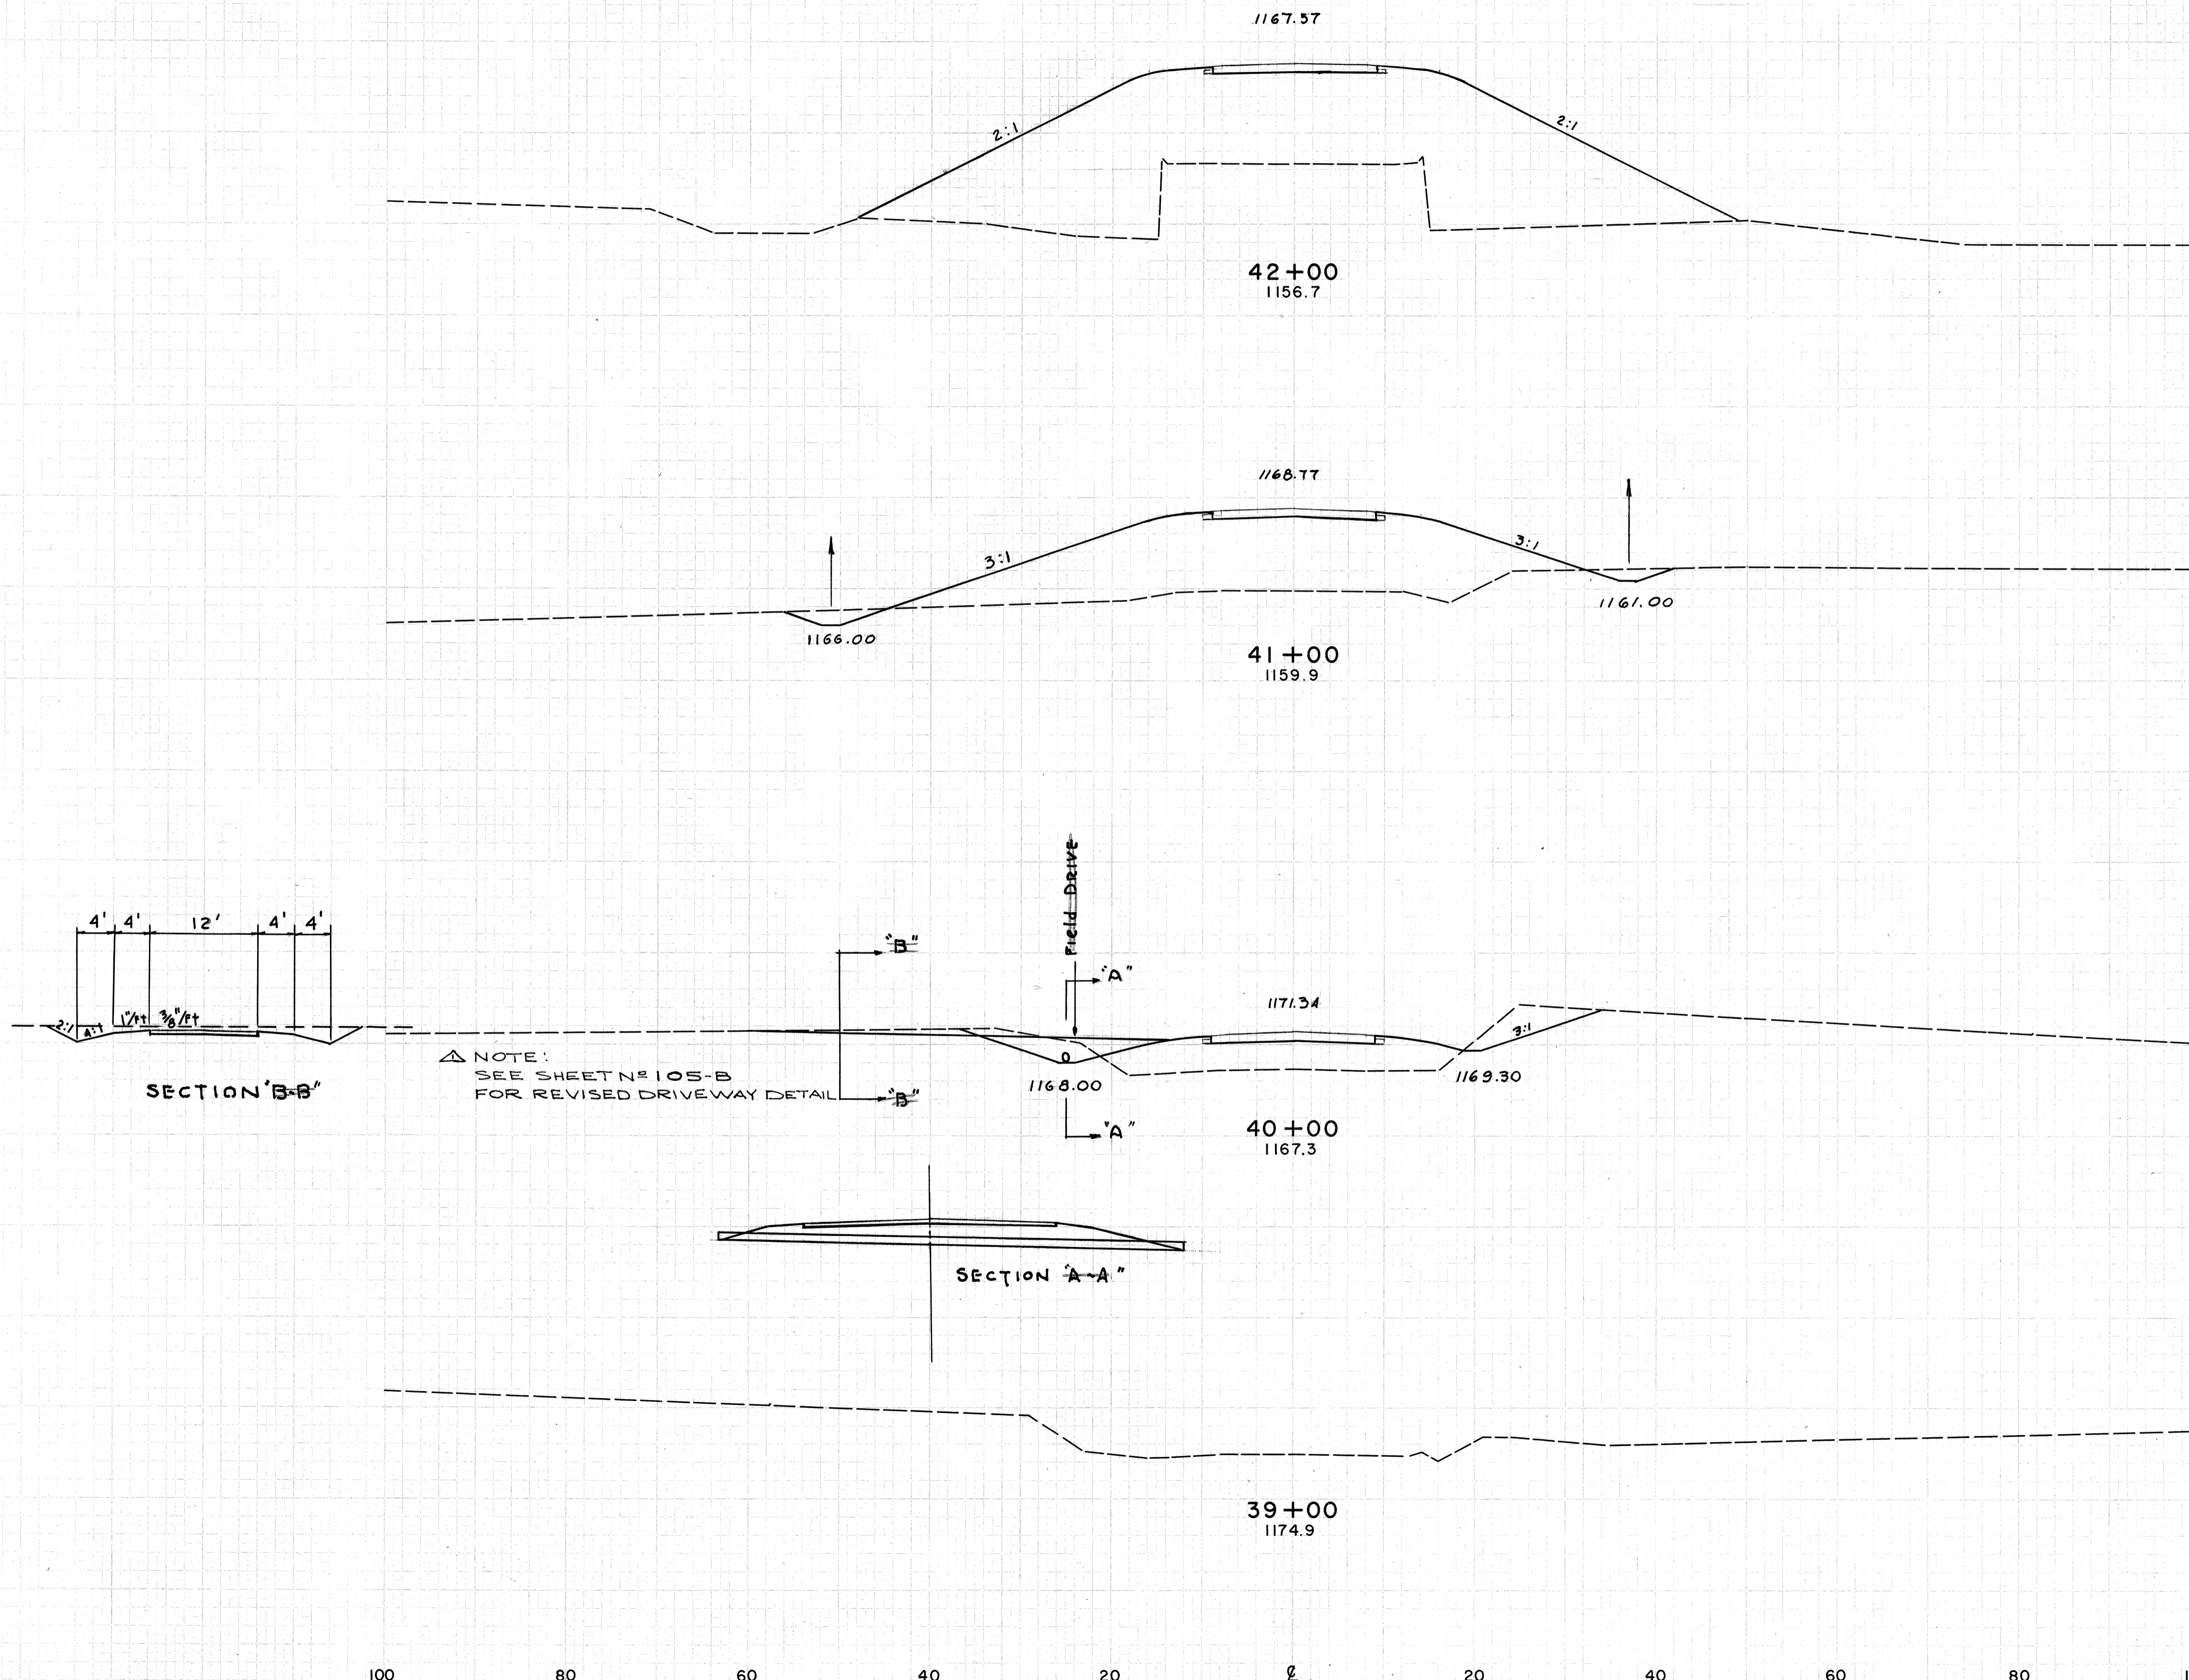 1167.57
2:1
2:1
42+00
1156.7
1168.77
3:1
3:1
1166.00
1161.00
41+00
1159.9
Field DRIVE
4' 4' 12' 4' 4'
"B"
"A"
1171.34
2:1 4:1 1"/Ft 3/8"/Ft
3:1
SECTION "B-B"
⚠ NOTE:
SEE SHEET Nº 105-B
FOR REVISED DRIVEWAY DETAIL
"B"
1168.00
1169.30
"A"
40+00
1167.3
SECTION "A-A"
39+00
1174.9
100 80 60 40 20 ℄ 20 40 60 80